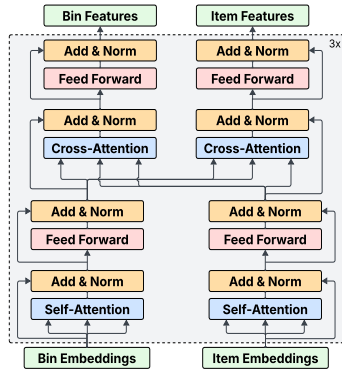 Bin Features
Item Features
3x
Add & Norm
Add & Norm
Feed Forward
Feed Forward
Add & Norm
Add & Norm
Cross-Attention
Cross-Attention
Add & Norm
Add & Norm
Feed Forward
Feed Forward
Add & Norm
Add & Norm
Self-Attention
Self-Attention
Bin Embeddings
Item Embeddings